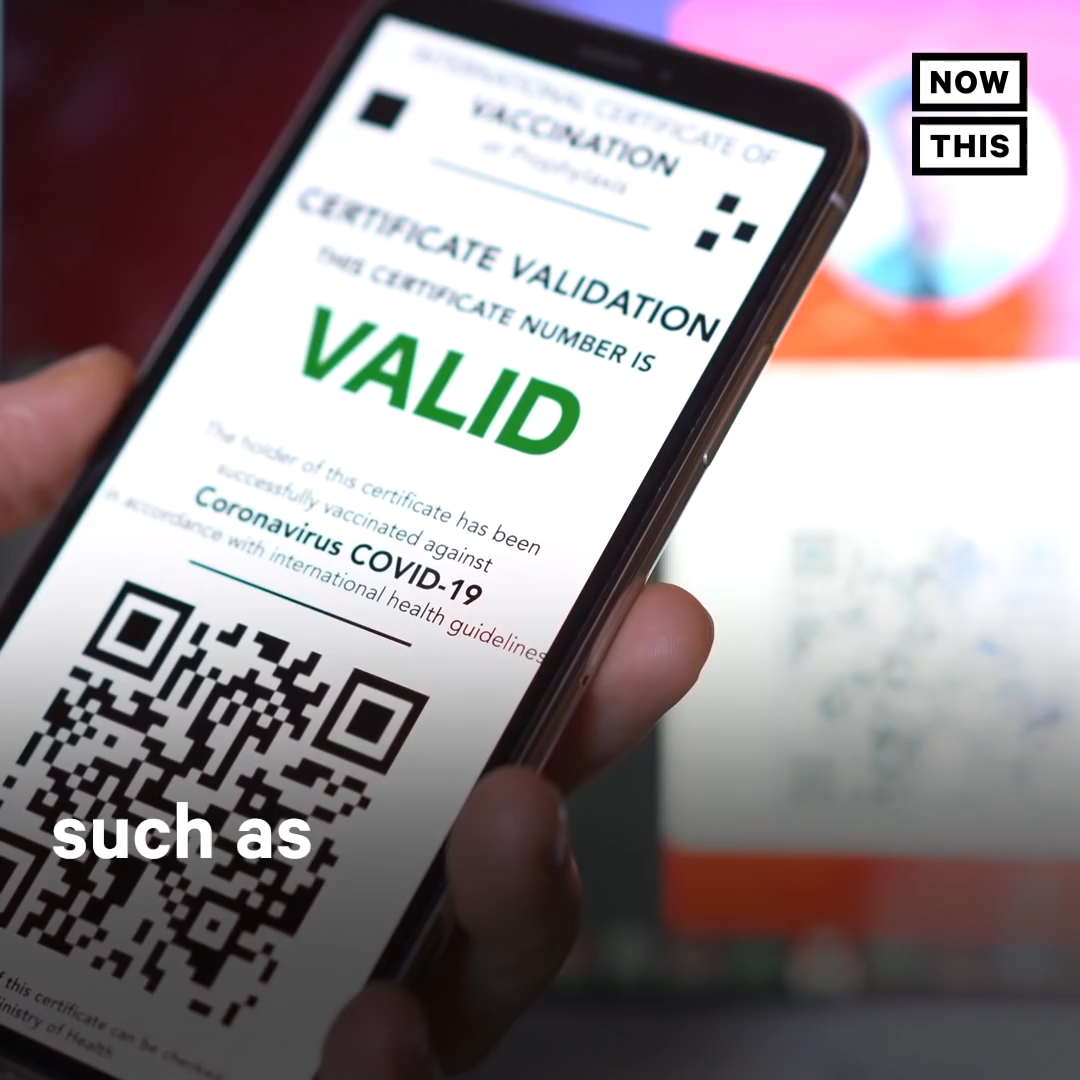 NOW
THIS
INTERNATIONAL CERTIFICATE OF
VACCINATION
or Prophylaxis
CERTIFICATE VALIDATION
THIS CERTIFICATE NUMBER IS
VALID
The holder of this certificate has been
successfully vaccinated against
Coronavirus COVID-19
in accordance with international health guidelines
such as
f this certificate can be checked
inistry of Health